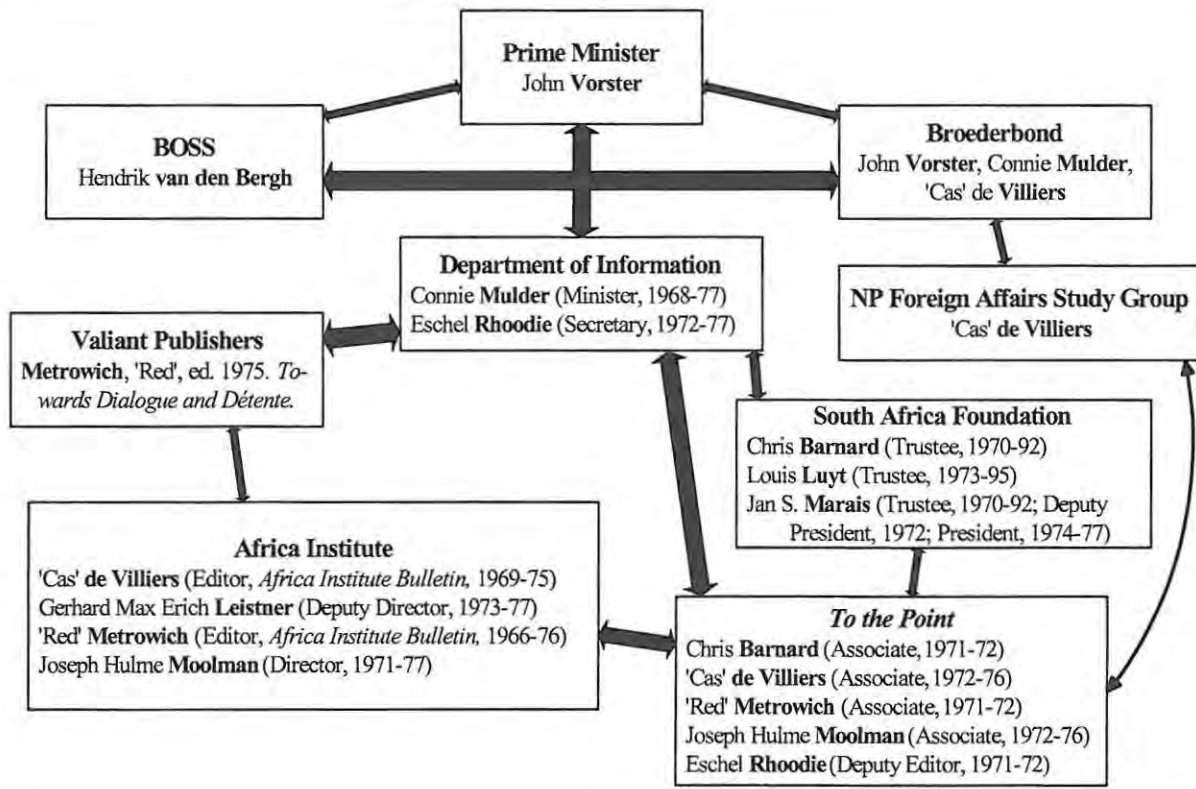 Prime Minister
John Vorster
BOSS
Hendrik van den Bergh
Broederbond
John Vorster, Connie Mulder,
'Cas' de Villiers
Department of Information
Connie Mulder (Minister, 1968-77)
Eschel Rhoodie (Secretary, 1972-77)
NP Foreign Affairs Study Group
'Cas' de Villiers
Valiant Publishers
Metrowich, 'Red', ed. 1975. To-
wards Dialogue and Détente.
South Africa Foundation
Chris Barnard (Trustee, 1970-92)
Louis Luyt (Trustee, 1973-95)
Jan S. Marais (Trustee, 1970-92; Deputy
President, 1972; President, 1974-77)
Africa Institute
'Cas' de Villiers (Editor, Africa Institute Bulletin, 1969-75)
Gerhard Max Erich Leistner (Deputy Director, 1973-77)
'Red' Metrowich (Editor, Africa Institute Bulletin, 1966-76)
Joseph Hulme Moolman (Director, 1971-77)
To the Point
Chris Barnard (Associate, 1971-72)
'Cas' de Villiers (Associate, 1972-76)
'Red' Metrowich (Associate, 1971-72)
Joseph Hulme Moolman (Associate, 1972-76)
Eschel Rhoodie (Deputy Editor, 1971-72)